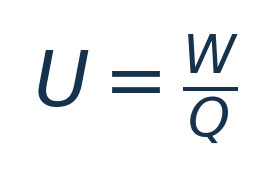 U = W/Q